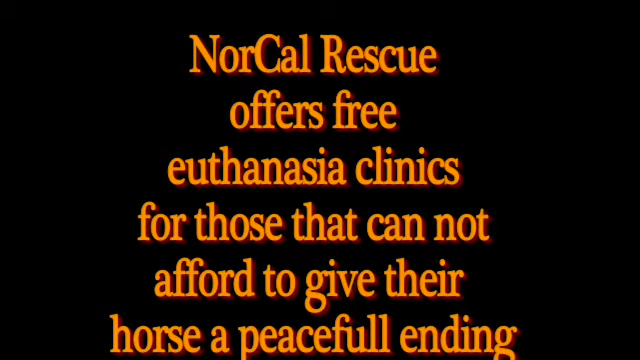 NorCal Rescue
offers free
euthanasia clinics
for those that can not
afford to give their
horse a peacefull ending